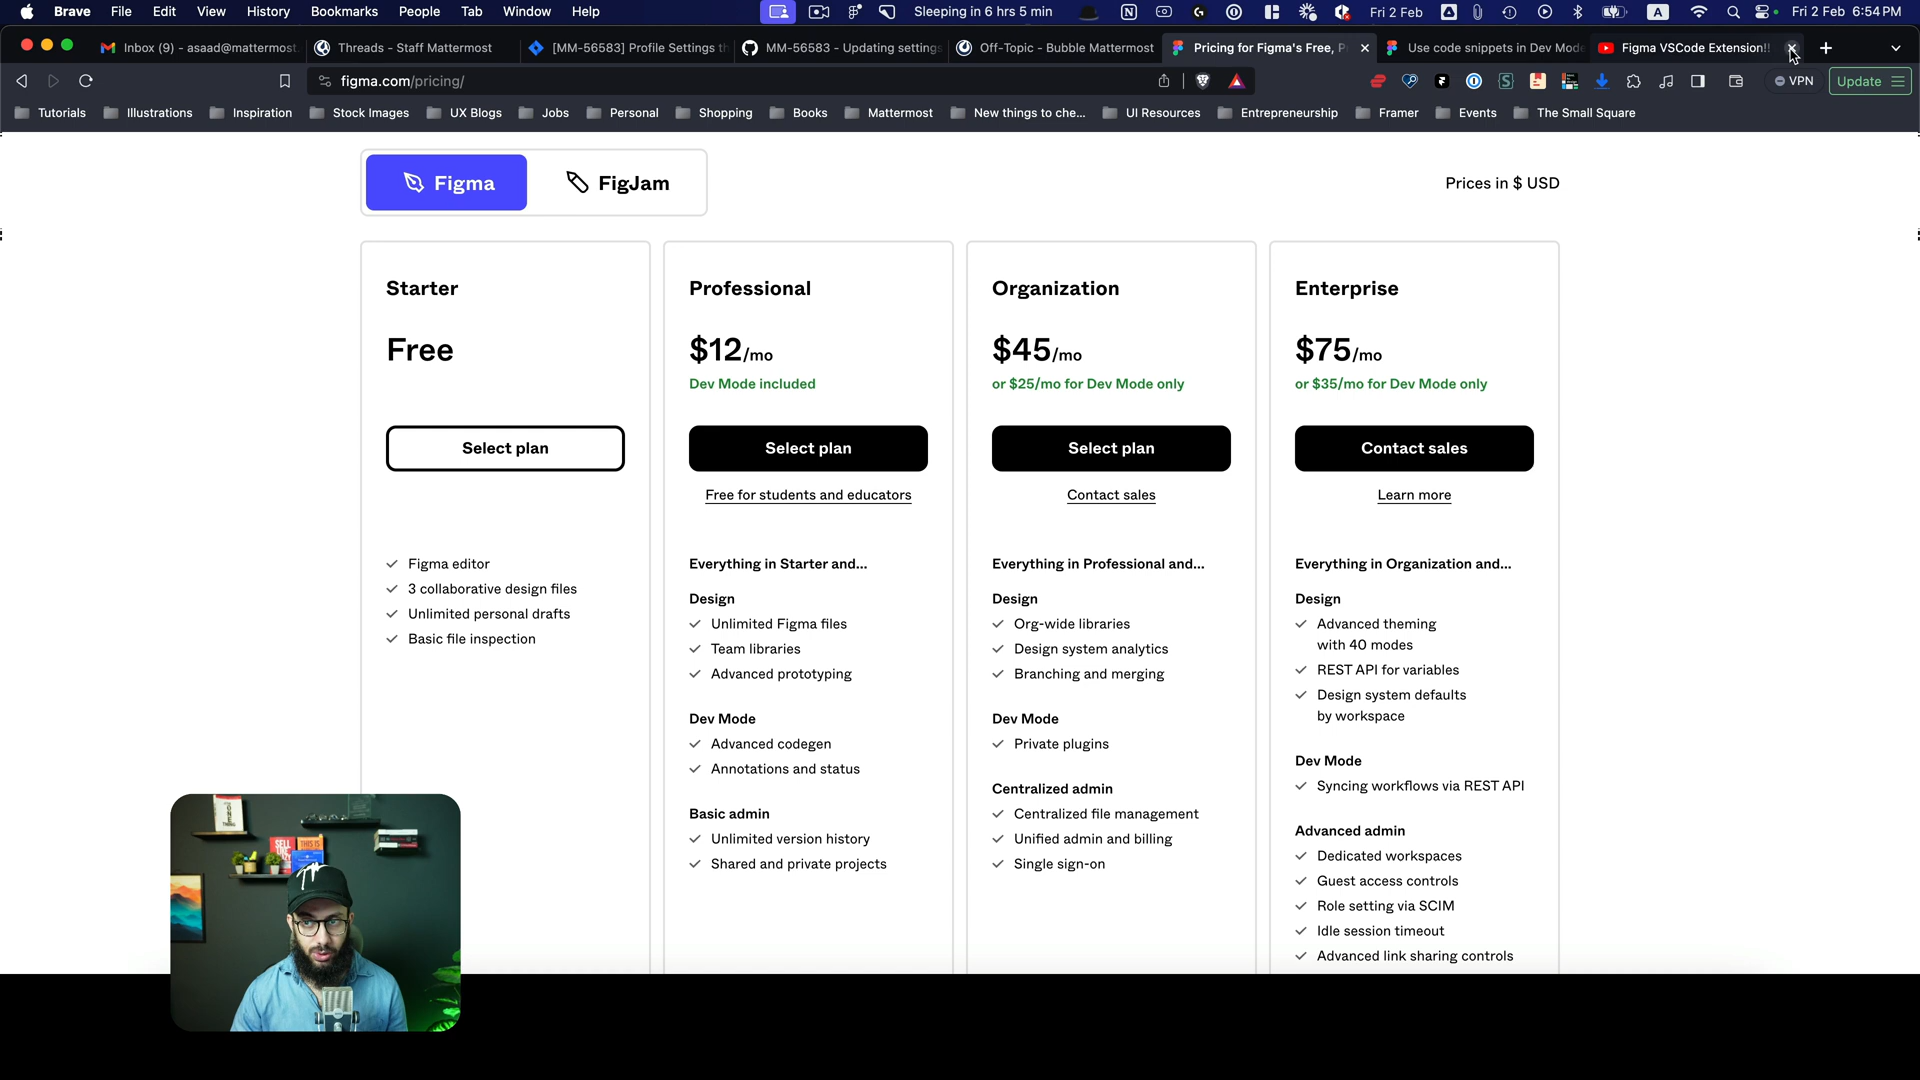 Brave File Edit View History Bookmarks People Tab Window Help Sleeping in 6 hrs 5 min Fri 2 Feb A Fri 2 Feb 6:54 PM
Inbox (9) - asaad@mattermost. Threads - Staff Mattermost [MM-56583] Profile Settings th MM-56583 - Updating settings Off-Topic - Bubble Mattermost Pricing for Figma's Free, P Use code snippets in Dev Mode Figma VSCode Extension!!
figma.com/pricing/ VPN Update
Tutorials Illustrations Inspiration Stock Images UX Blogs Jobs Personal Shopping Books Mattermost New things to che... UI Resources Entrepreneurship Framer Events The Small Square
Figma FigJam Prices in $ USD
Starter
Free
Select plan
Figma editor
3 collaborative design files
Unlimited personal drafts
Basic file inspection
Professional
$12/mo
Dev Mode included
Select plan
Free for students and educators
Everything in Starter and...
Design
Unlimited Figma files
Team libraries
Advanced prototyping
Dev Mode
Advanced codegen
Annotations and status
Basic admin
Unlimited version history
Shared and private projects
Organization
$45/mo
or $25/mo for Dev Mode only
Select plan
Contact sales
Everything in Professional and...
Design
Org-wide libraries
Design system analytics
Branching and merging
Dev Mode
Private plugins
Centralized admin
Centralized file management
Unified admin and billing
Single sign-on
Enterprise
$75/mo
or $35/mo for Dev Mode only
Contact sales
Learn more
Everything in Organization and...
Design
Advanced theming
with 40 modes
REST API for variables
Design system defaults
by workspace
Dev Mode
Syncing workflows via REST API
Advanced admin
Dedicated workspaces
Guest access controls
Role setting via SCIM
Idle session timeout
Advanced link sharing controls